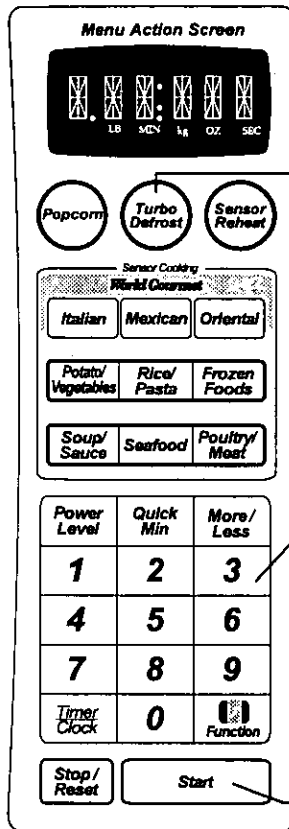 Menu Action Screen
LB MIN kg OZ SEC
Popcorn Turbo Defrost Sensor Reheat
Sensor Cooking
World Gourmet
Italian Mexican Oriental
Potato/ Vegetables Rice/ Pasta Frozen Foods
Soup/ Sauce Seafood Poultry/ Meat
Power Level Quick Min More/ Less
1 2 3
4 5 6
7 8 9
Timer Clock 0 Function
Stop/ Reset Start